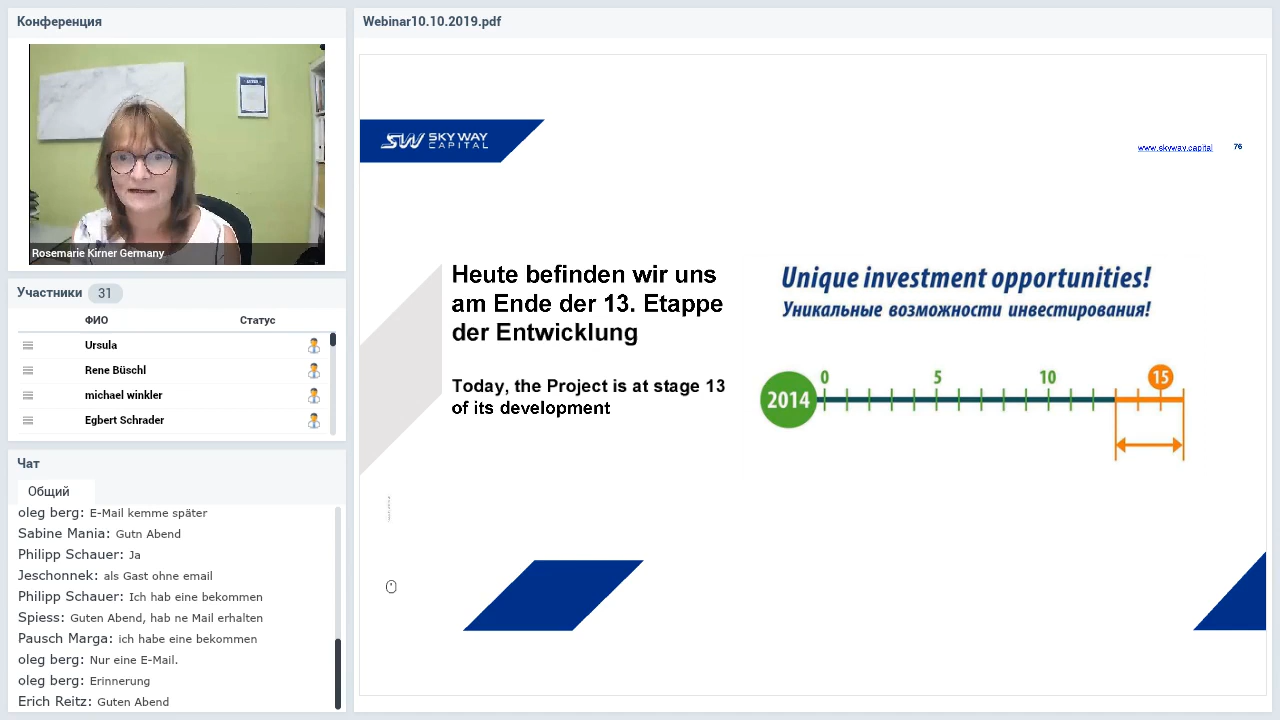 Конференция
Rosemarie Kirner Germany
Участники 31
ФИО Статус
Ursula
Rene Büschl
michael winkler
Egbert Schrader
Чат
Общий
oleg berg: E-Mail kemme später
Sabine Mania: Gutn Abend
Philipp Schauer: Ja
Jeschonnek: als Gast ohne email
Philipp Schauer: Ich hab eine bekommen
Spiess: Guten Abend, hab ne Mail erhalten
Pausch Marga: ich habe eine bekommen
oleg berg: Nur eine E-Mail.
oleg berg: Erinnerung
Erich Reitz: Guten Abend
Webinar10.10.2019.pdf
SW SKY WAY
CAPITAL
www.skyway.capital 76
Heute befinden wir uns
am Ende der 13. Etappe
der Entwicklung
Today, the Project is at stage 13
of its development
Unique investment opportunities!
Уникальные возможности инвестирования!
0 5 10 15
2014